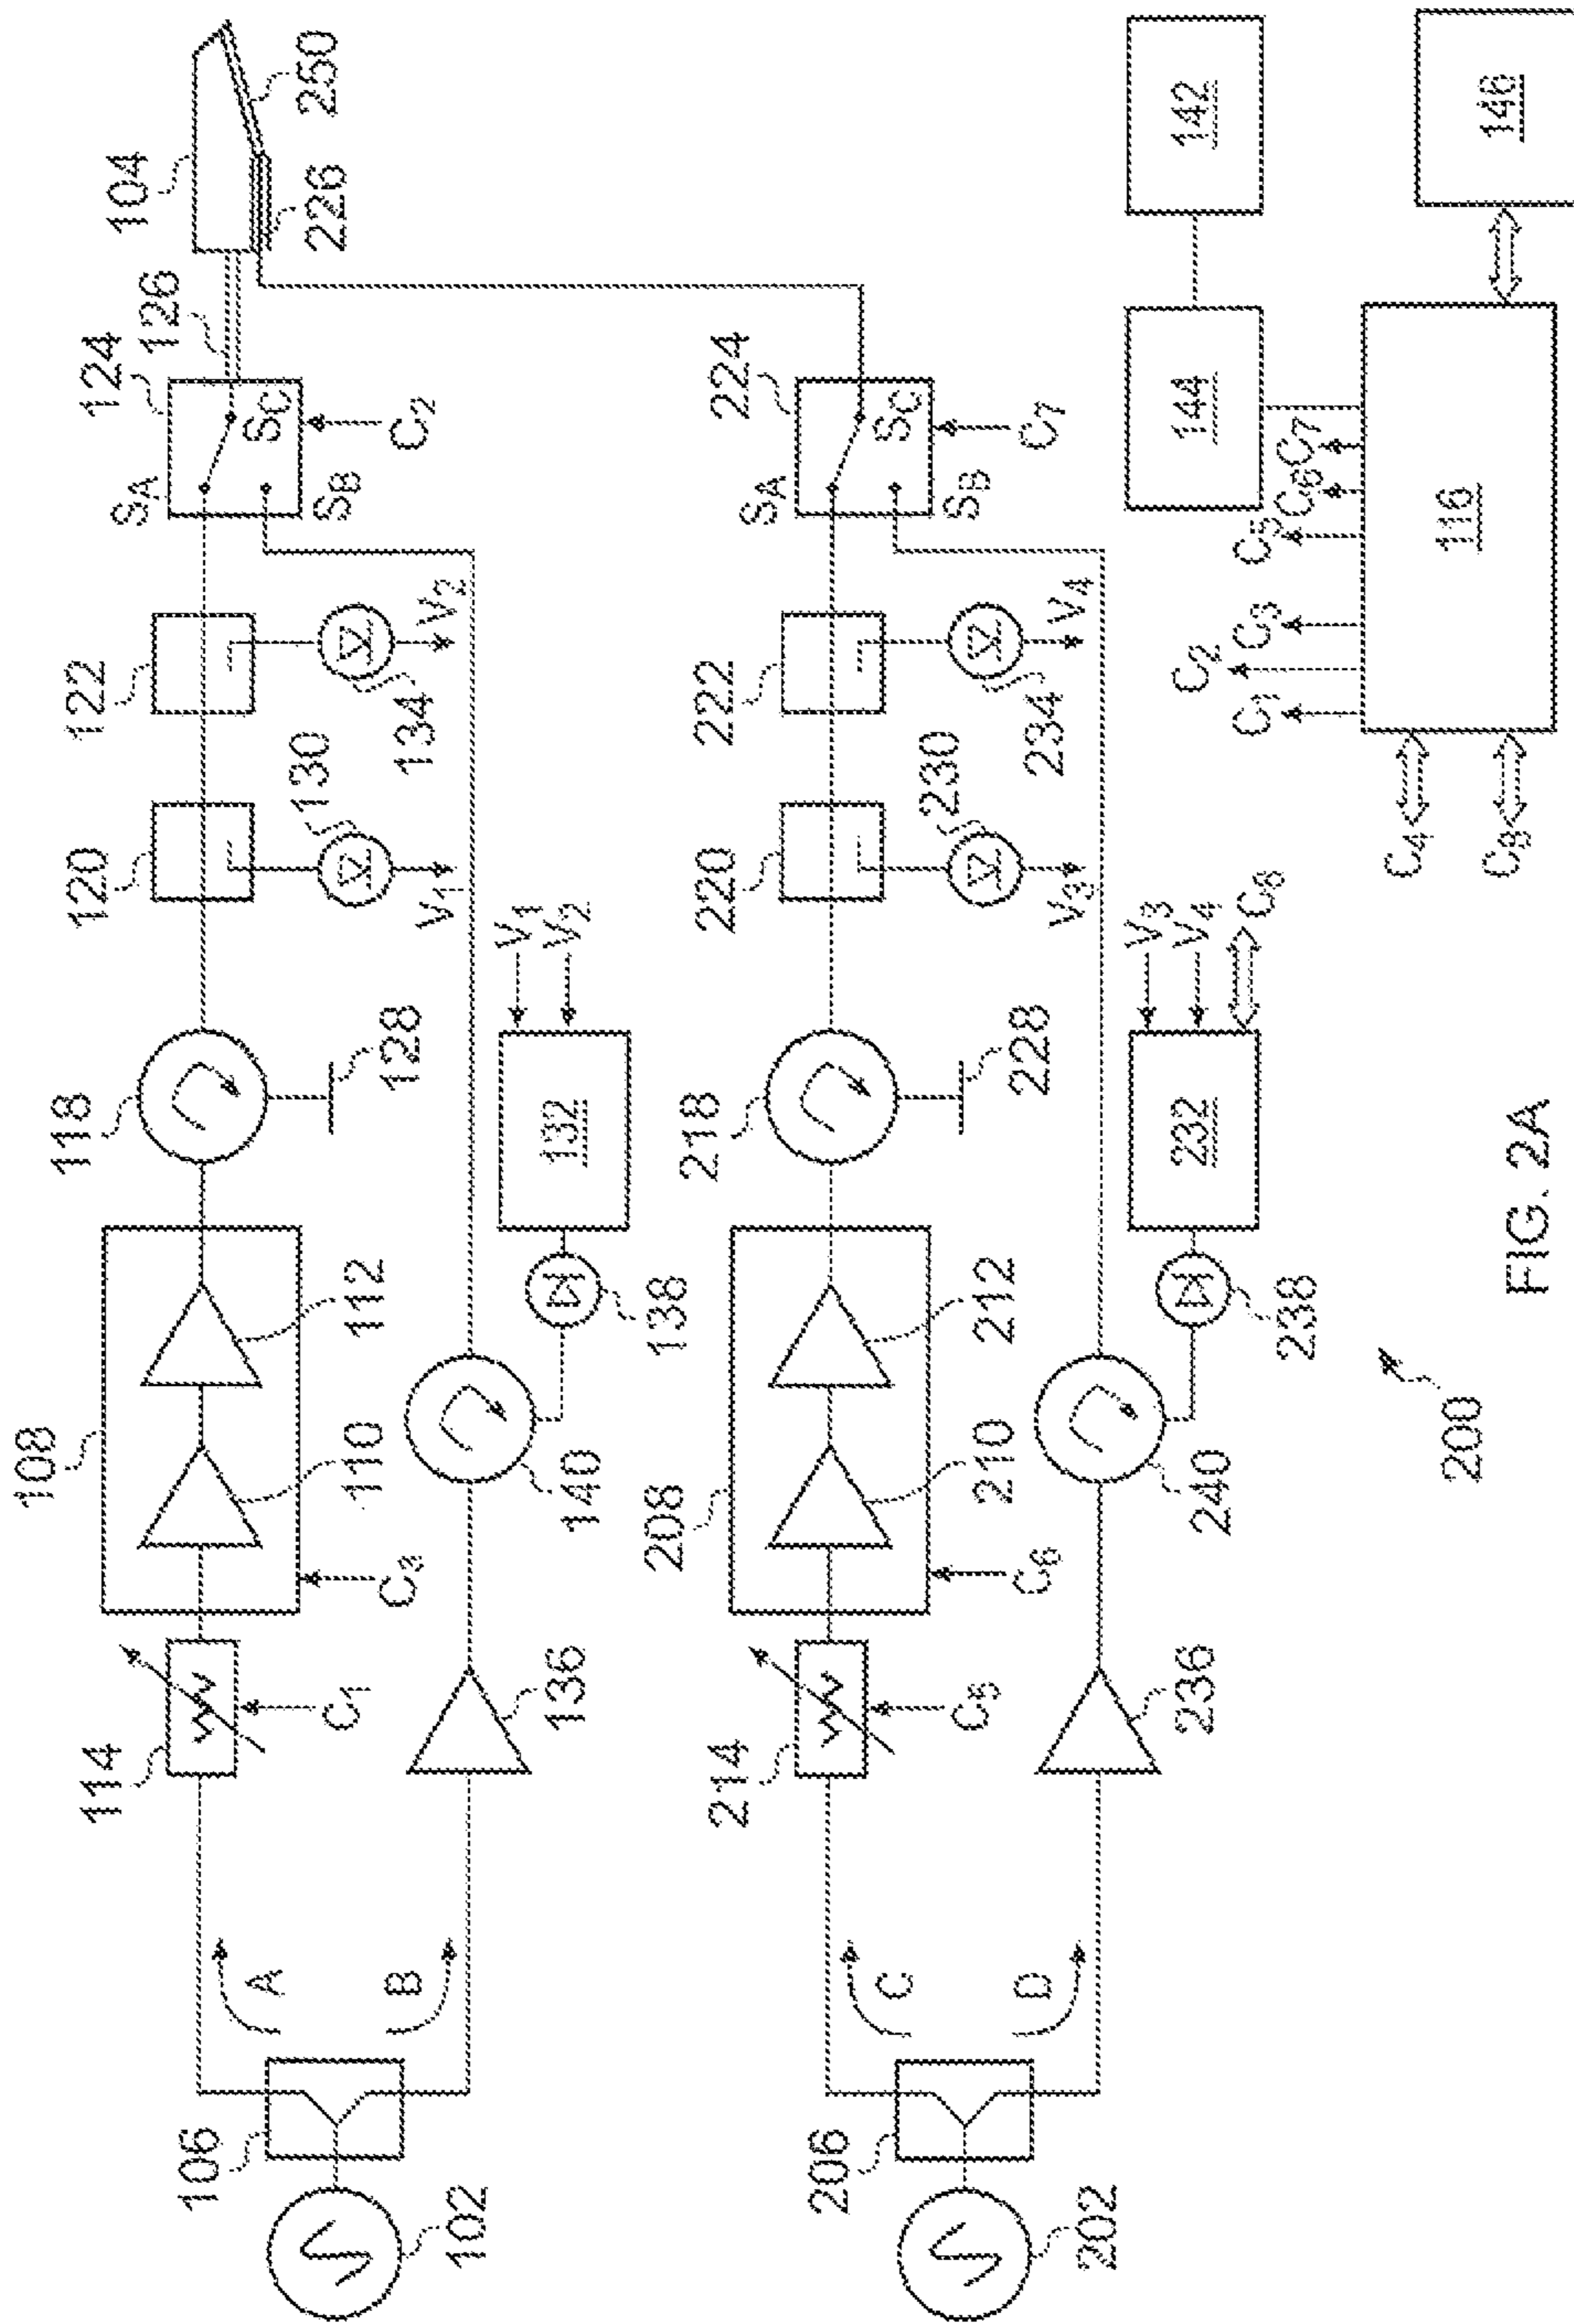 104
250
226
126
124
SA
SC
SB
C2
122
134
V2
120
130
V1
118
128
V1
V2
132
138
108
112
110
C3
140
114
C1
136
A
B
106
102
224
SA
SC
SB
C7
222
234
V4
220
230
V3
218
228
V3
V4
C8
232
238
208
212
210
C6
240
214
C5
236
C
D
206
202
142
144
146
116
C1
C2
C3
C5
C6
C7
C4
C8
200
FIG. 2A